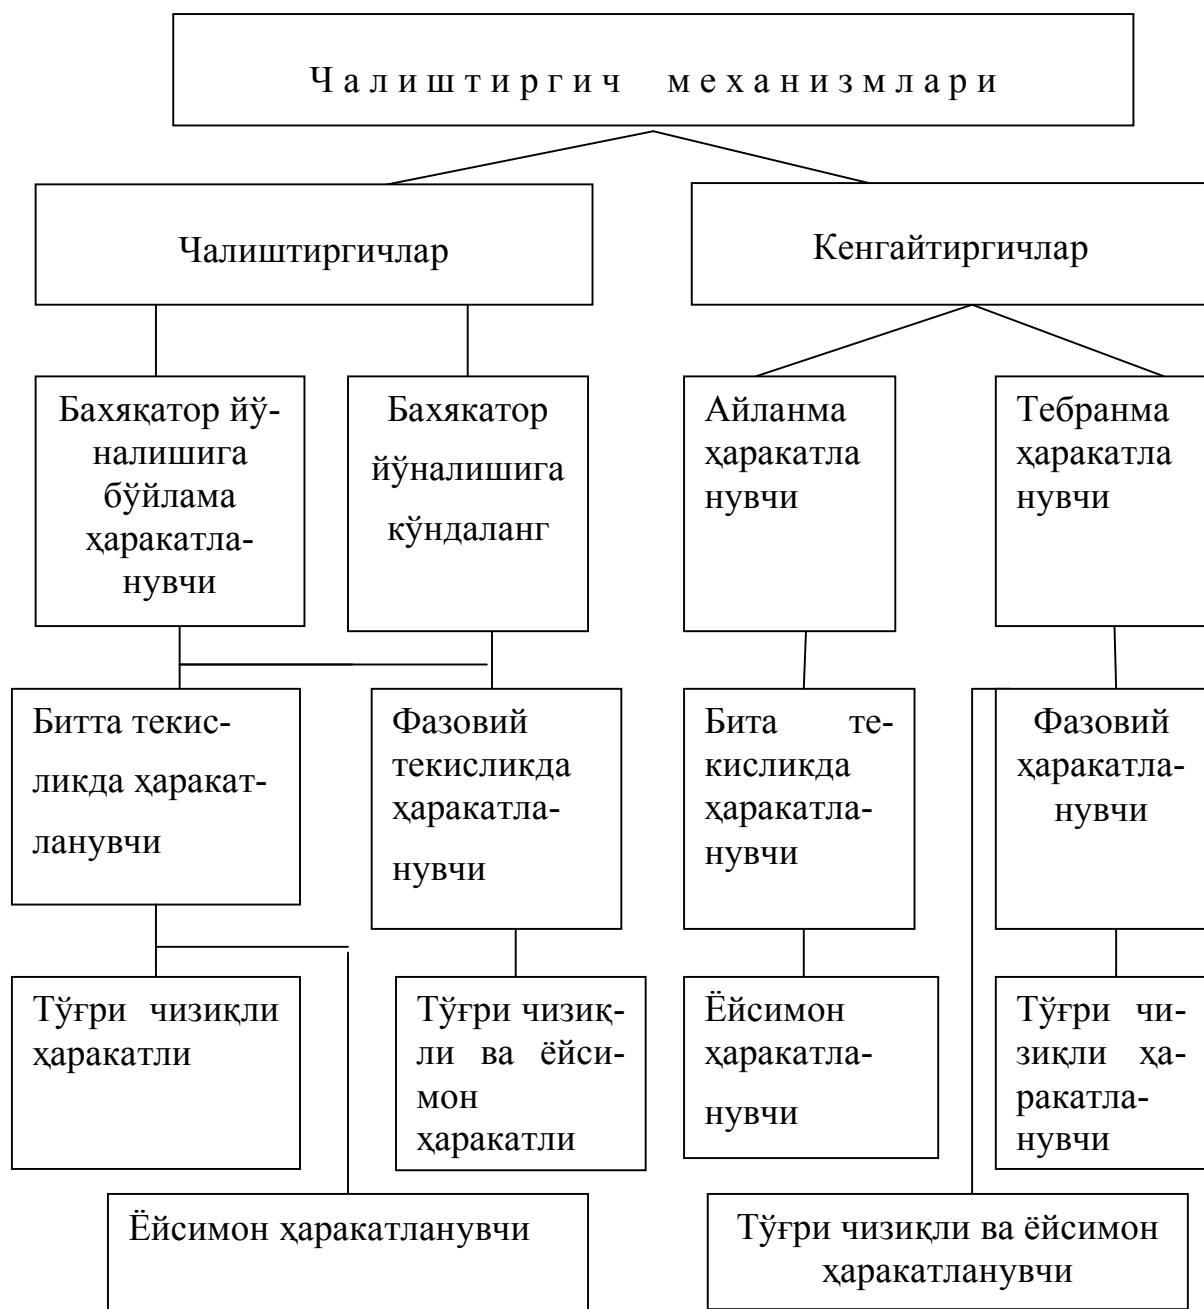 Чалиштиргич механизмлари
Чалиштиргичлар
Кенгайтиргичлар
Бахяқатор йў-
налишига
бўйлама
ҳаракатла-
нувчи
Бахякатор
йўналишига
кўндаланг
Айланма
ҳаракатла
нувчи
Тебранма
ҳаракатла
нувчи
Битта текис-
ликда ҳаракат-
ланувчи
Фазовий
текисликда
ҳаракатла-
нувчи
Бита те-
кисликда
ҳаракатла-
нувчи
Фазовий
ҳаракатла-
нувчи
Тўғри чизиқли
ҳаракатли
Тўғри чизиқ-
ли ва ёйси-
мон
ҳаракатли
Ёйсимон
ҳаракатла-
нувчи
Тўғри чи-
зиқли ҳа-
ракатла-
нувчи
Ёйсимон ҳаракатланувчи
Тўғри чизиқли ва ёйсимон
ҳаракатланувчи